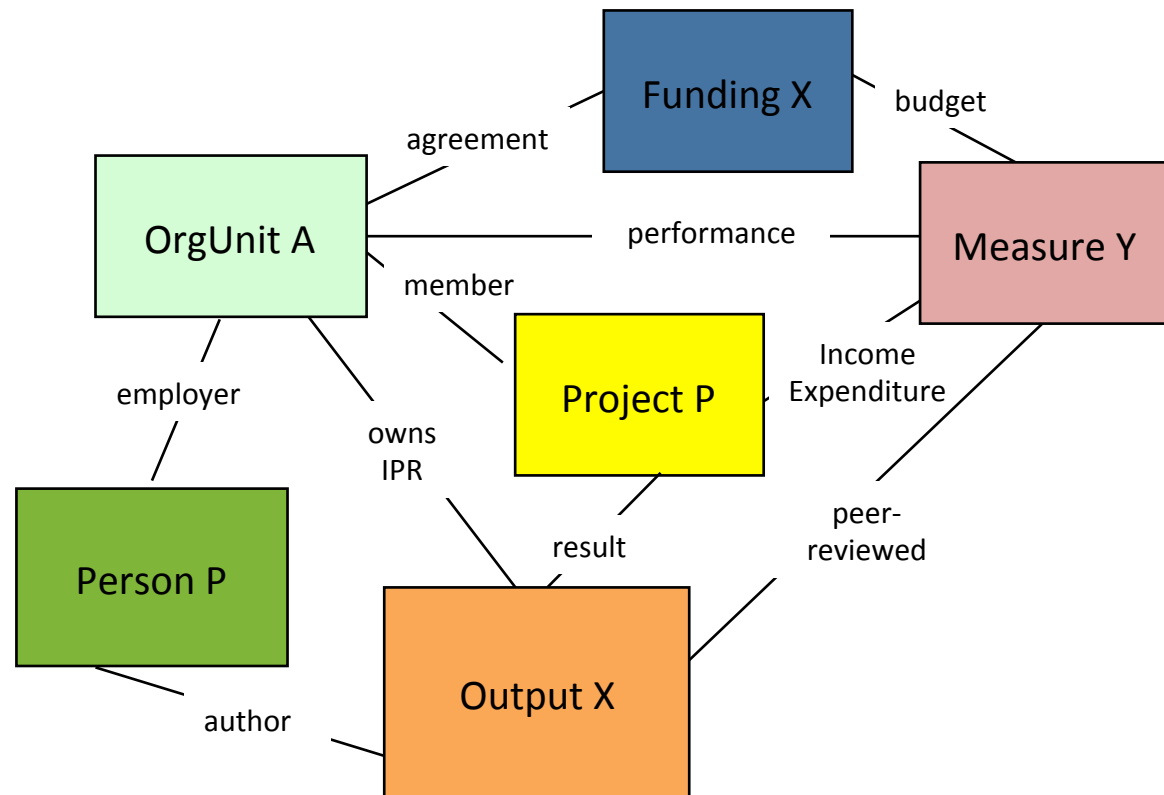 Funding X
budget
agreement
OrgUnit A
performance
Measure Y
member
Income
Expenditure
employer
Project P
owns
IPR
peer-
reviewed
result
Person P
Output X
author